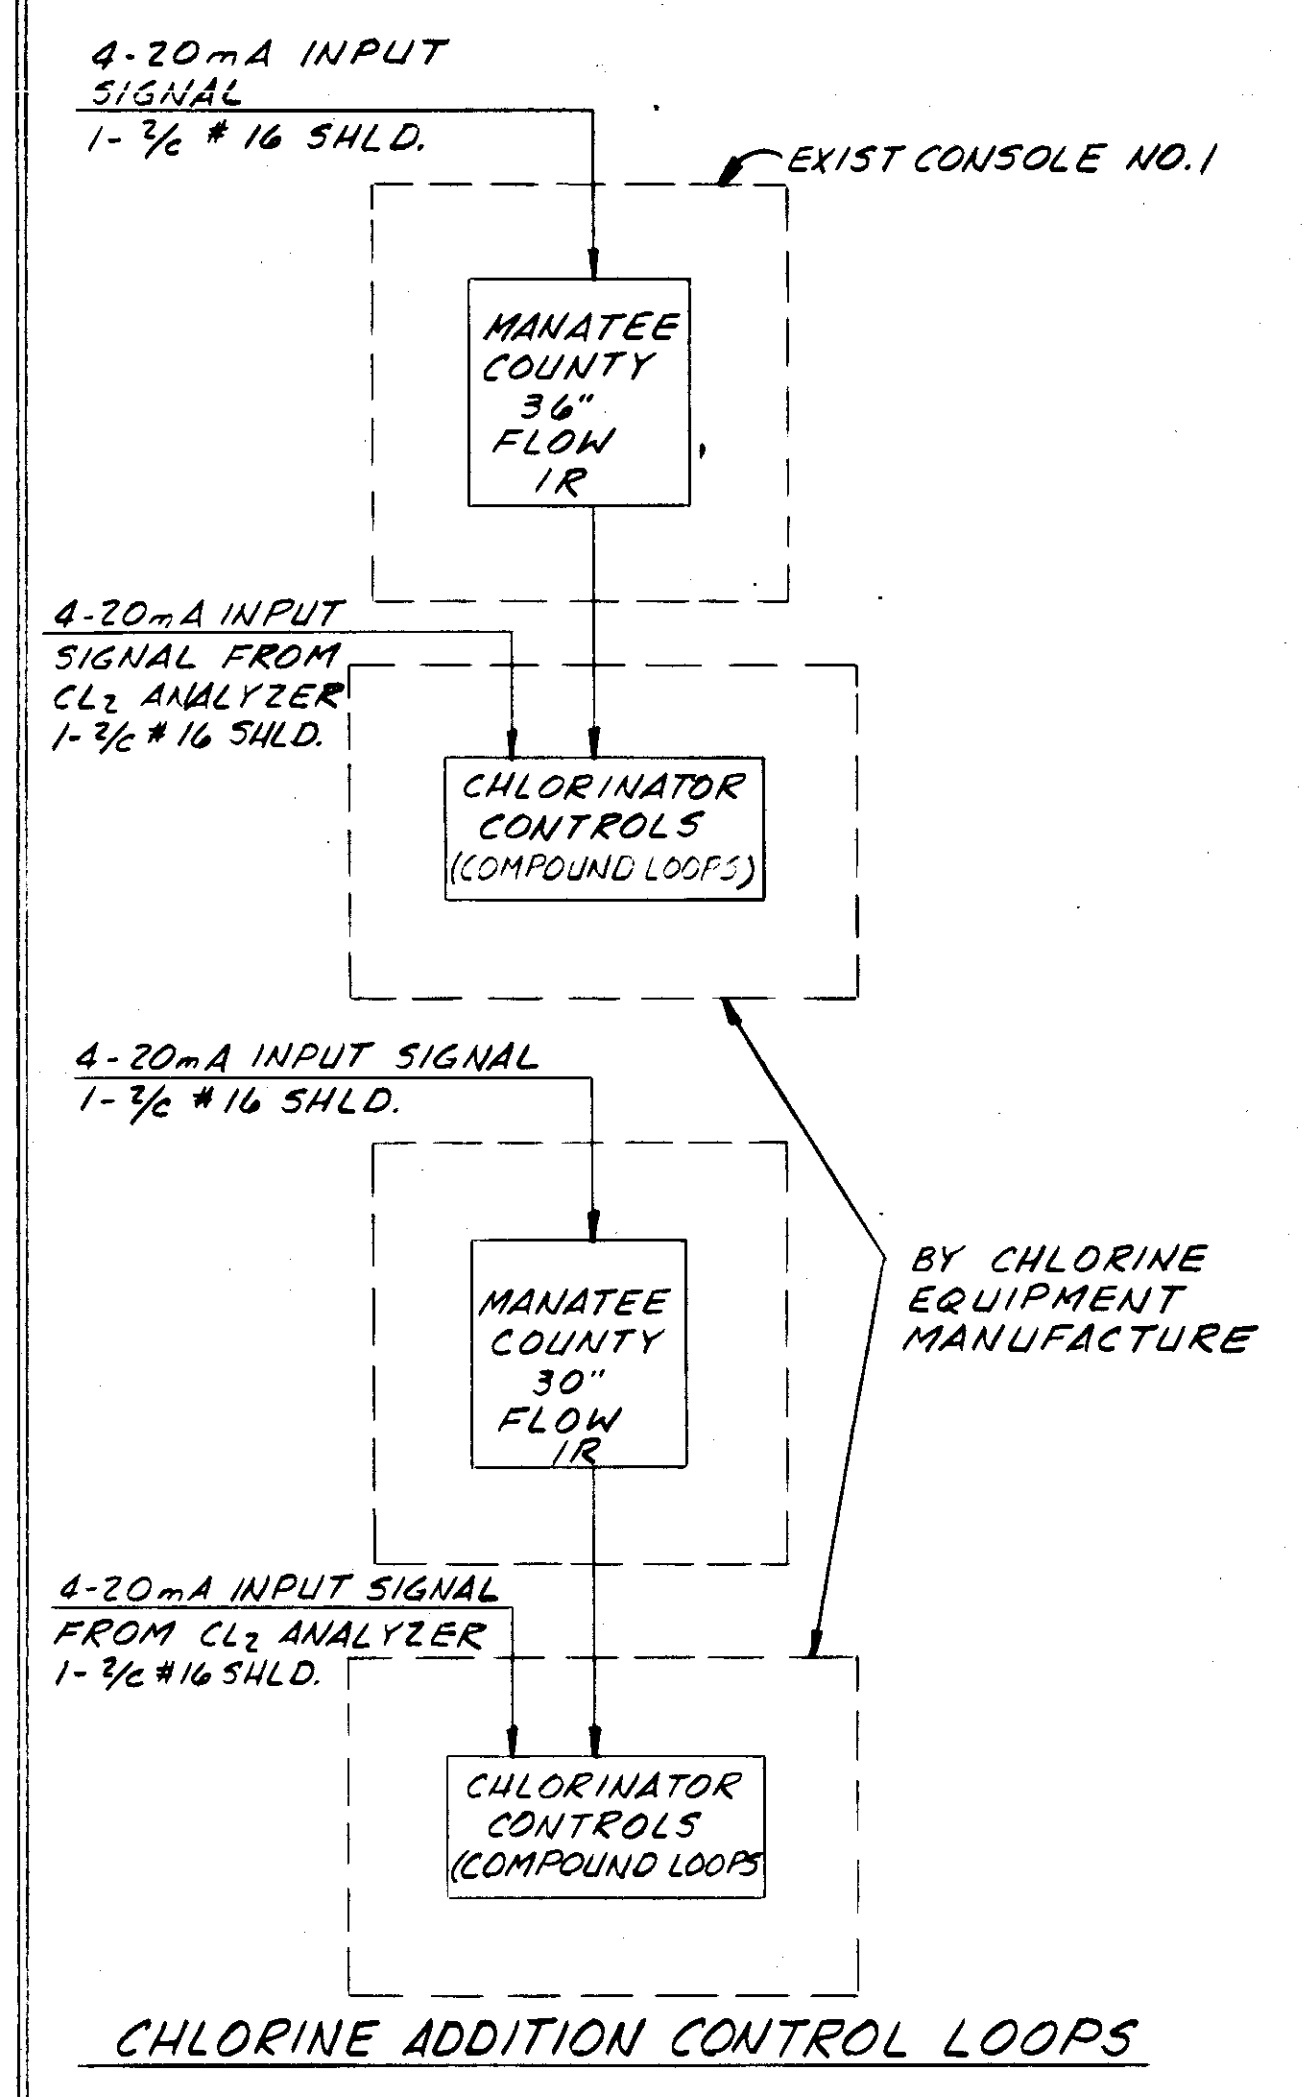 4-20mA INPUT
SIGNAL
1-2/c #16 SHLD.
EXIST CONSOLE NO.1
MANATEE
COUNTY
36"
FLOW
IR
4-20mA INPUT
SIGNAL FROM
CL2 ANALYZER
1-2/c #16 SHLD.
CHLORINATOR
CONTROLS
(COMPOUND LOOPS)
4-20mA INPUT SIGNAL
1-2/c #16 SHLD.
MANATEE
COUNTY
30"
FLOW
IR
BY CHLORINE
EQUIPMENT
MANUFACTURE
4-20mA INPUT SIGNAL
FROM CL2 ANALYZER
1-2/c #16 SHLD.
CHLORINATOR
CONTROLS
(COMPOUND LOOPS
CHLORINE ADDITION CONTROL LOOPS